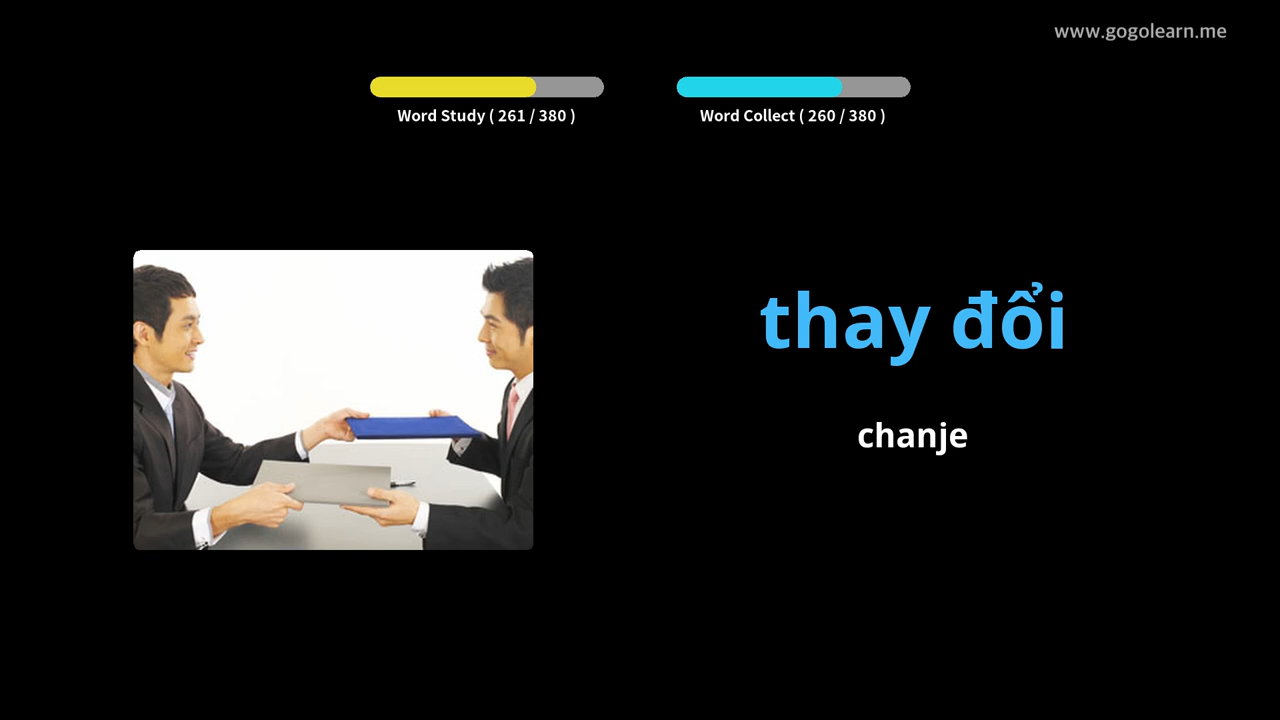 www.gogolearn.me
Word Study ( 261 / 380 )
Word Collect ( 260 / 380 )
thay đổi
chanje